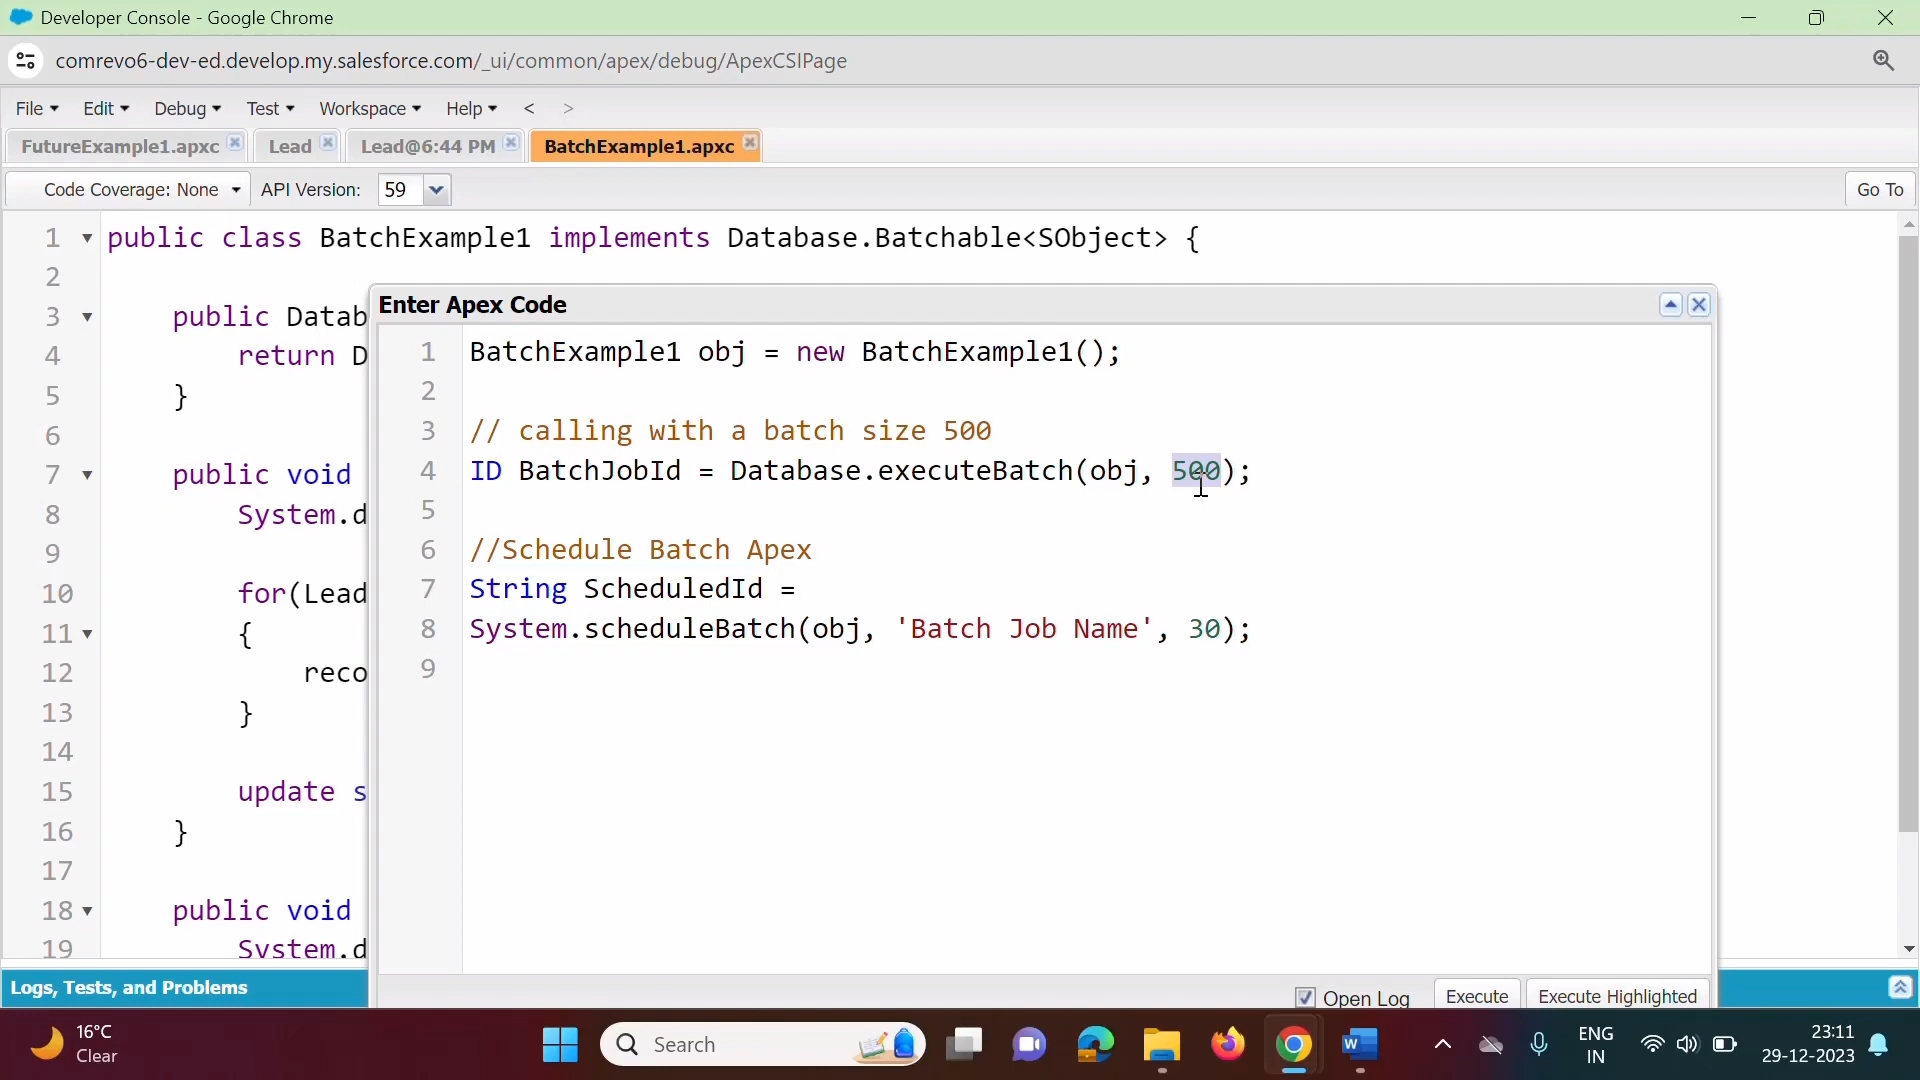 Developer Console - Google Chrome
comrevo6-dev-ed.develop.my.salesforce.com/_ui/common/apex/debug/ApexCSIPage
File Edit Debug Test Workspace Help < >
FutureExample1.apxc Lead Lead@6:44 PM BatchExample1.apxc
Code Coverage: None API Version: 59 Go To
1 public class BatchExample1 implements Database.Batchable<SObject> {
2
3 public Datab
4 return D
5 }
6
7 public void
8 System.d
9
10 for(Lead
11 {
12 reco
13 }
14
15 update s
16 }
17
18 public void
19 System.d
Enter Apex Code
1 BatchExample1 obj = new BatchExample1();
2
3 // calling with a batch size 500
4 ID BatchJobId = Database.executeBatch(obj, 500);
5
6 //Schedule Batch Apex
7 String ScheduledId =
8 System.scheduleBatch(obj, 'Batch Job Name', 30);
9
Open Log Execute Execute Highlighted
Logs, Tests, and Problems
16°C
Clear
Search
ENG
IN
23:11
29-12-2023